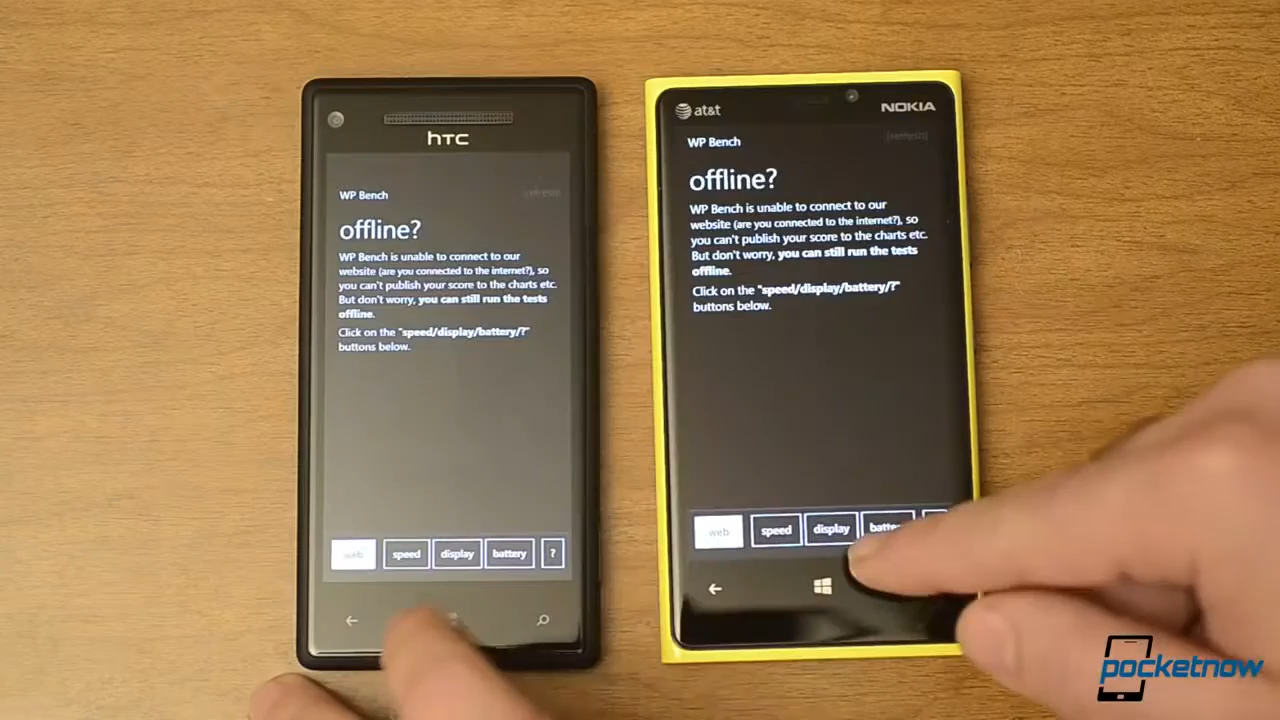 hTC
WP Bench
(refresh)
offline?
WP Bench is unable to connect to our
website (are you connected to the internet?), so
you can't publish your score to the charts etc.
But don't worry, you can still run the tests
offline.
Click on the "speed/display/battery/?"
buttons below.
web speed display battery ?
at&t NOKIA
WP Bench
(refresh)
offline?
WP Bench is unable to connect to our
website (are you connected to the internet?), so
you can't publish your score to the charts etc.
But don't worry, you can still run the tests
offline.
Click on the "speed/display/battery/?"
buttons below.
web speed display
pocketnow